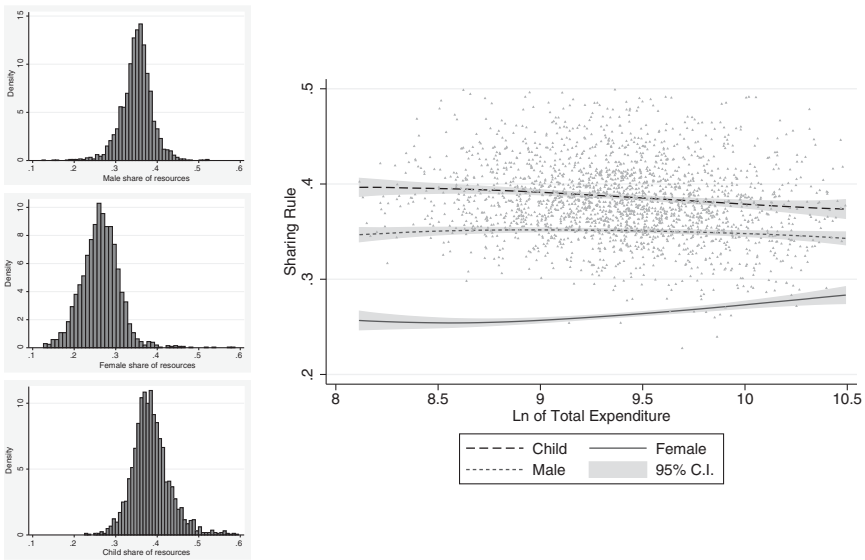 15
10
5
0
Density
.1 .2 .3 .4 .5 .6
Male share of resources
10
8
6
4
2
0
Density
.1 .2 .3 .4 .5 .6
Female share of resources
10
5
0
Density
.1 .2 .3 .4 .5 .6
Child share of resources
.5
.4
.3
.2
Sharing Rule
8 8.5 9 9.5 10 10.5
Ln of Total Expenditure
Child Female
Male 95% C.I.